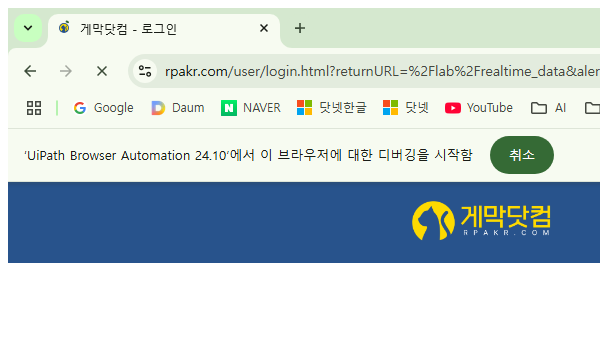 게막닷컴 - 로그인
rpakr.com/user/login.html?returnURL=%2Flab%2Frealtime_data&aler
Google Daum NAVER 닷넷한글 닷넷 YouTube AI
'UiPath Browser Automation 24.10'에서 이 브라우저에 대한 디버깅을 시작함 취소
게막닷컴
RPAKR.COM